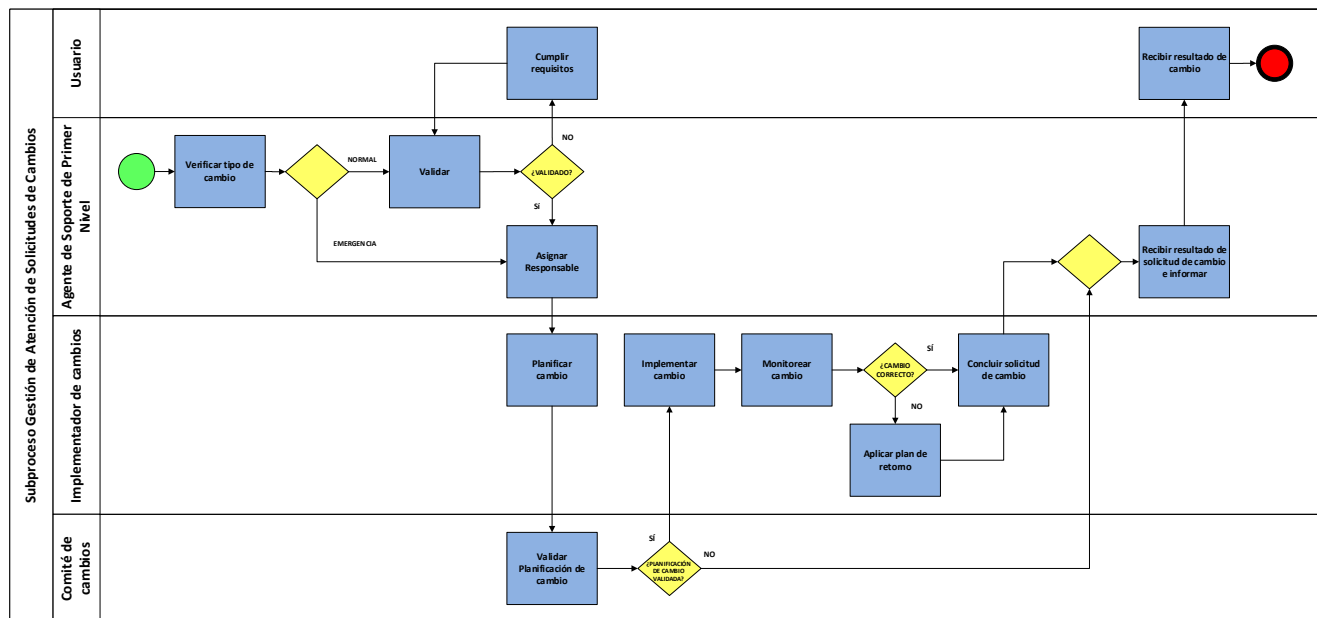 Subproceso Gestión de Atención de Solicitudes de Cambios
Usuario
Cumplir
requisitos
Recibir resultado de
cambio
Agente de Soporte de Primer
Nivel
Verificar tipo de
cambio
NORMAL
Validar
¿VALIDADO?
NO
Sí
EMERGENCIA
Asignar
Responsable
Recibir resultado de
solicitud de cambio
e informar
Implementador de cambios
Planificar
cambio
Implementar
cambio
Monitorear
cambio
¿CAMBIO
CORRECTO?
SÍ
NO
Concluir solicitud
de cambio
Aplicar plan de
retorno
Comité de
cambios
Validar
Planificación de
cambio
¿PLANIFICACIÓN
DE CAMBIO
VALIDADA?
SÍ
NO